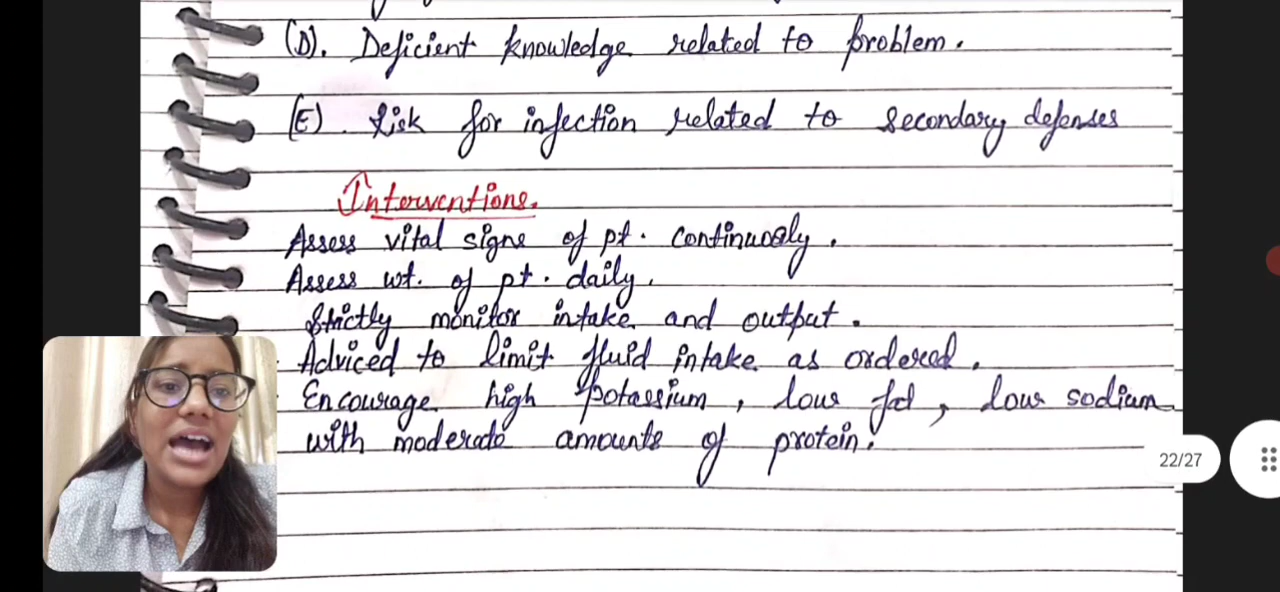 (D). Deficient knowledge related to problem.
(E). Risk for infection related to secondary defenses
Interventions.
Assess vital signs of pt. continuosly.
Assess wt. of pt. daily.
Strictly monitor intake and output.
Adviced to limit fluid intake as ordered.
Encourage high potassium, low fat, low sodium
with moderate amounts of protein.
22/27